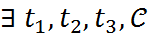 ∃ 𝑡₁, 𝑡₂, 𝑡₃, 𝒞